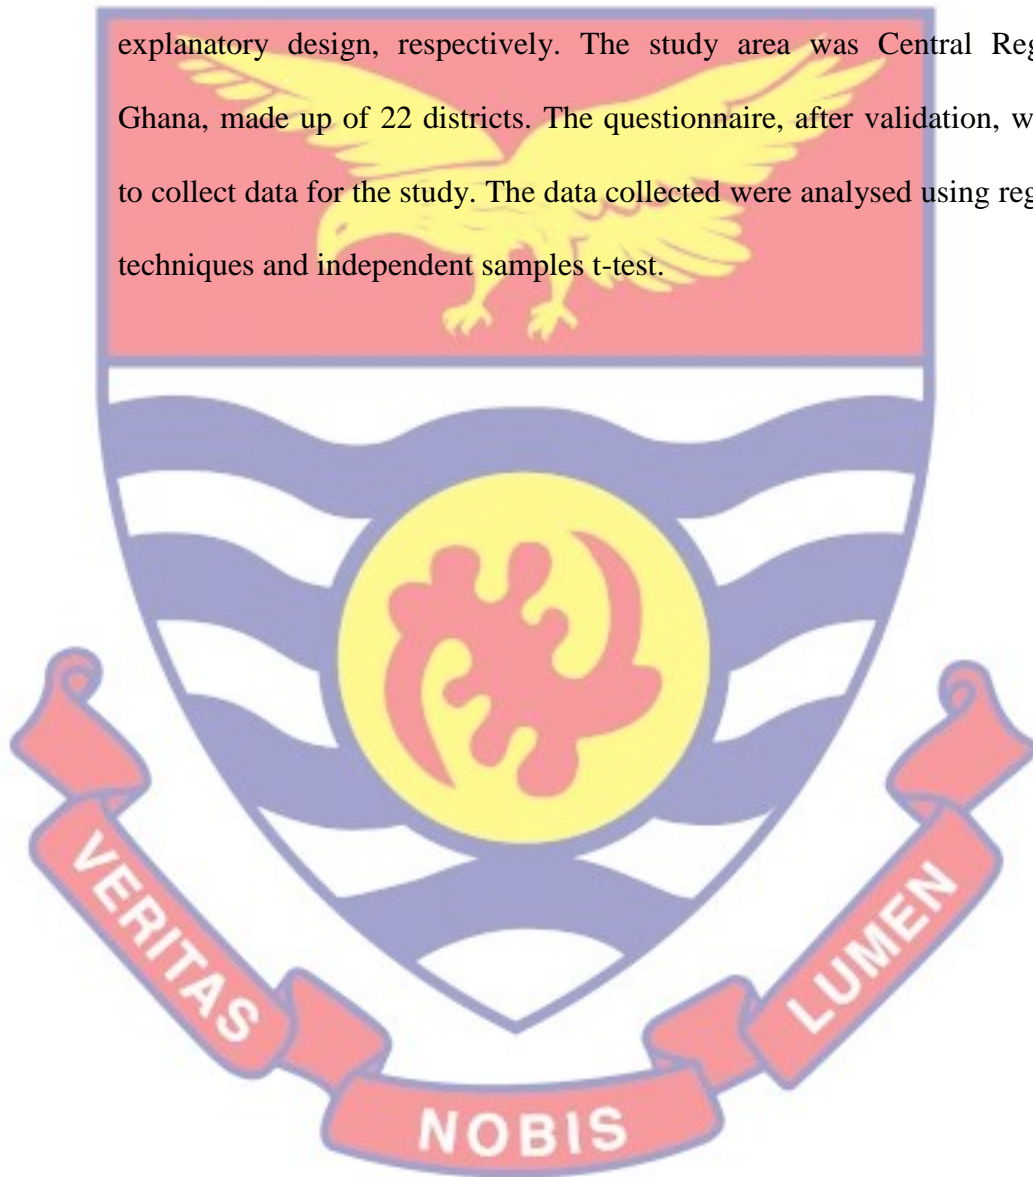 explanatory design, respectively. The study area was Central Reg
Ghana, made up of 22 districts. The questionnaire, after validation, w
to collect data for the study. The data collected were analysed using reg
techniques and independent samples t-test.
VERITAS
NOBIS
LUMEN